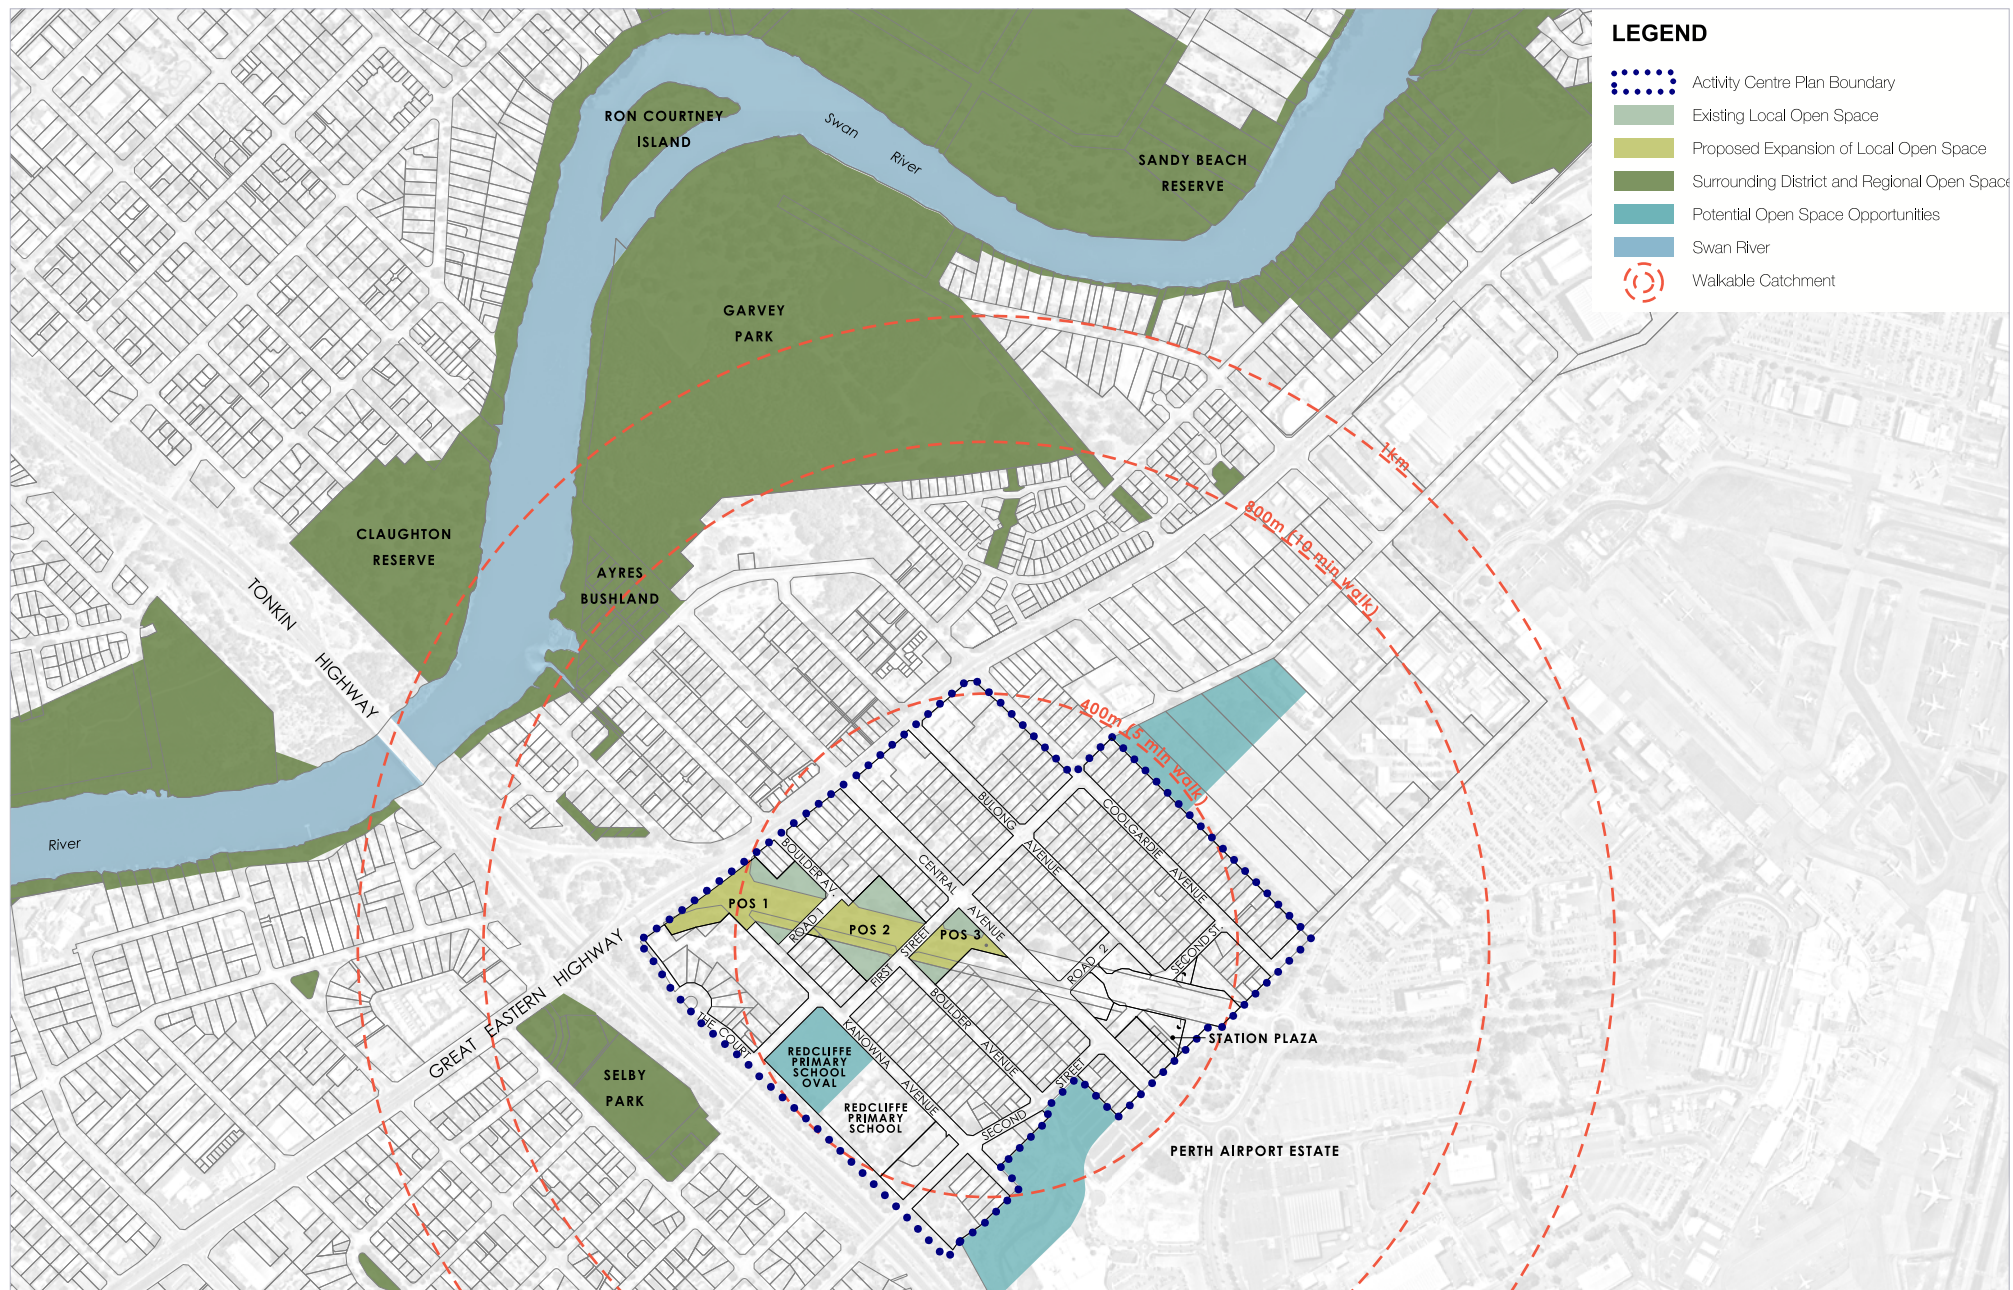 LEGEND
Activity Centre Plan Boundary
Existing Local Open Space
Proposed Expansion of Local Open Space
Surrounding District and Regional Open Space
Potential Open Space Opportunities
Swan River
Walkable Catchment
RON COURTNEY
ISLAND
Swan
River
SANDY BEACH
RESERVE
GARVEY
PARK
1km
800m (10 min walk)
CLAUGHTON
RESERVE
AYRES
BUSHLAND
TONKIN
HIGHWAY
400m (5 min walk)
River
BULONG
AVENUE
COOLGARDIE
AVENUE
BOULDER AV.
CENTRAL
AVENUE
POS 1
ROAD 1
POS 2
FIRST
STREET
POS 3
ROAD 2
SECOND ST.
GREAT EASTERN HIGHWAY
THE COURT
KANOWNA
AVENUE
BOULDER
AVENUE
SECOND
STREET
STATION PLAZA
REDCLIFFE
PRIMARY
SCHOOL
OVAL
REDCLIFFE
PRIMARY
SCHOOL
SELBY
PARK
PERTH AIRPORT ESTATE